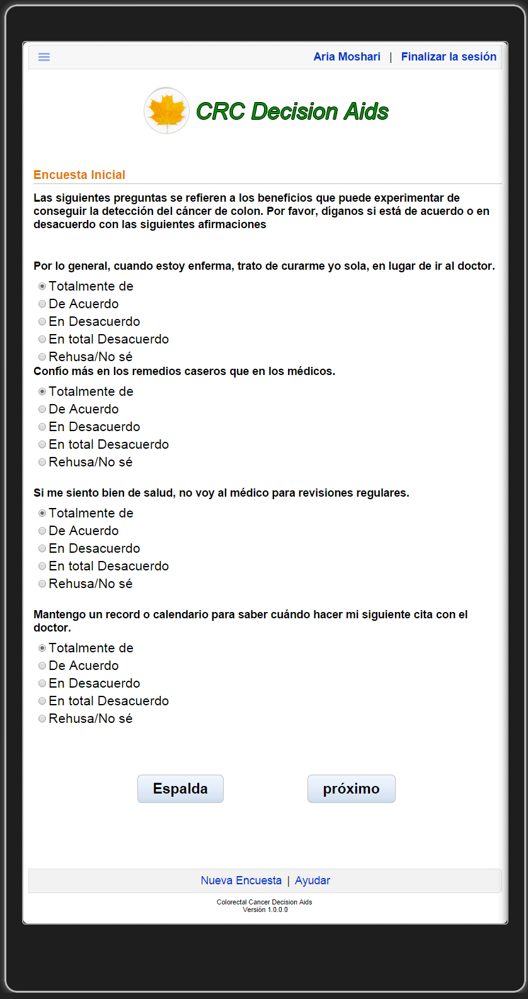 Aria Moshari | Finalizar la sesión
CRC Decision Aids
Encuesta Inicial
Las siguientes preguntas se refieren a los beneficios que puede experimentar de
conseguir la detección del cáncer de colon. Por favor, díganos si está de acuerdo o en
desacuerdo con las siguientes afirmaciones
Por lo general, cuando estoy enferma, trato de curarme yo sola, en lugar de ir al doctor.
Totalmente de
De Acuerdo
En Desacuerdo
En total Desacuerdo
Rehusa/No sé
Confío más en los remedios caseros que en los médicos.
Totalmente de
De Acuerdo
En Desacuerdo
En total Desacuerdo
Rehusa/No sé
Si me siento bien de salud, no voy al médico para revisiones regulares.
Totalmente de
De Acuerdo
En Desacuerdo
En total Desacuerdo
Rehusa/No sé
Mantengo un record o calendario para saber cuándo hacer mi siguiente cita con el
doctor.
Totalmente de
De Acuerdo
En Desacuerdo
En total Desacuerdo
Rehusa/No sé
Espalda próximo
Nueva Encuesta | Ayudar
Colorectal Cancer Decision Aids
Versión 1.0.0.0